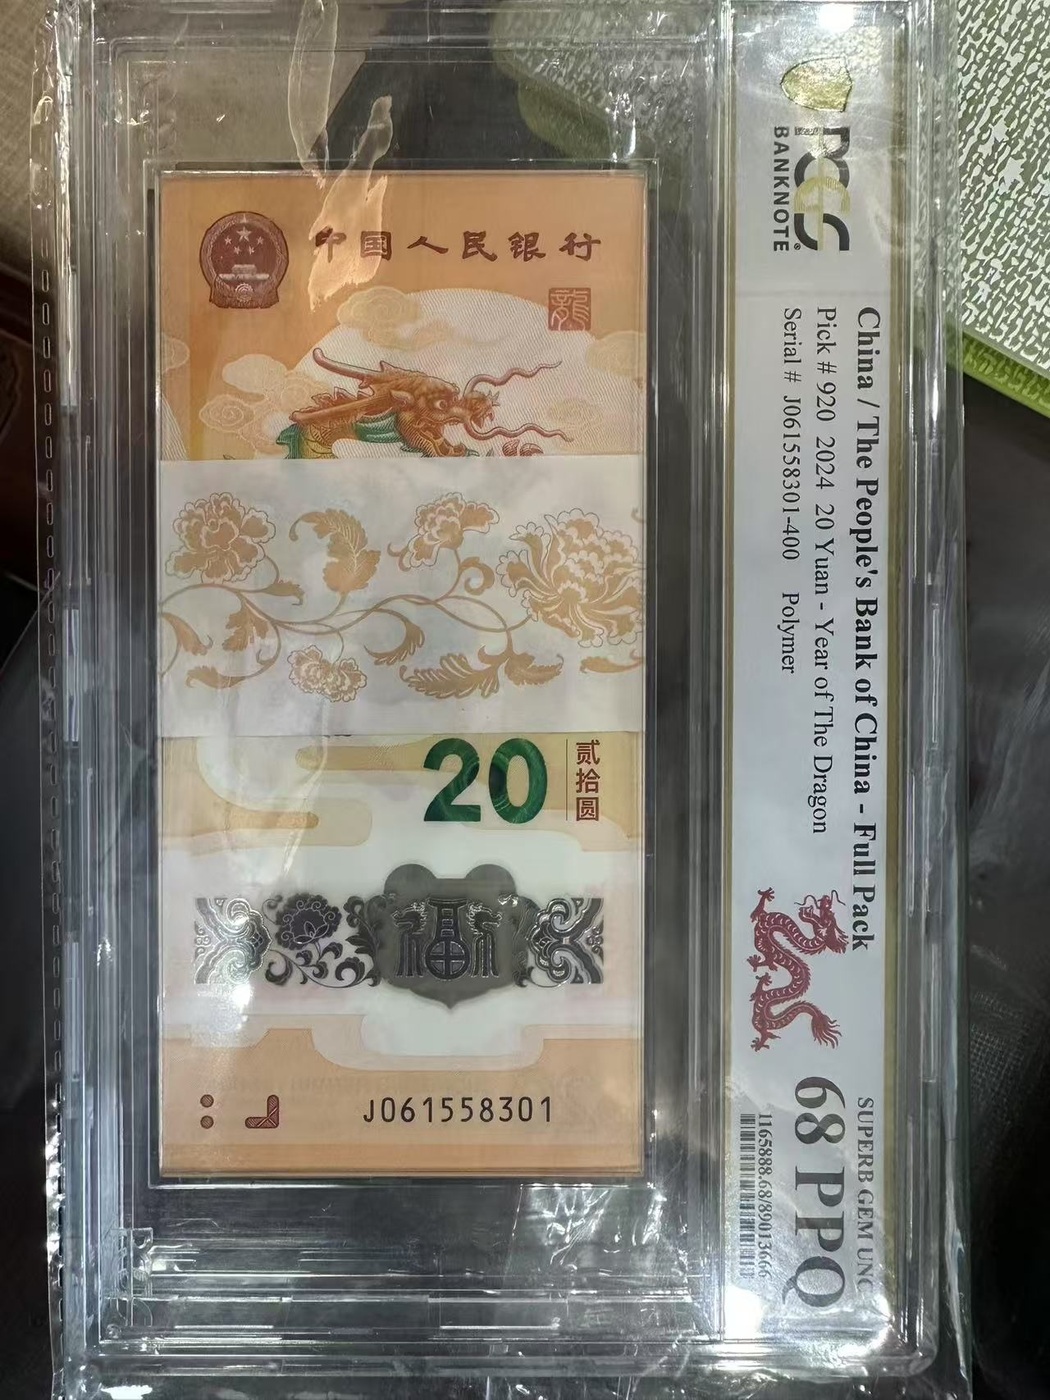 中国人民银行
龍
20
贰拾圆
福
J061558301
PCGS
BANKNOTE
China / The People's Bank of China - Full Pack
Pick # 920 2024 20 Yuan - Year of The Dragon
Serial # J061558301-400 Polymer
SUPERB GEM UNC
68 PPQ
1165888.68/89013666